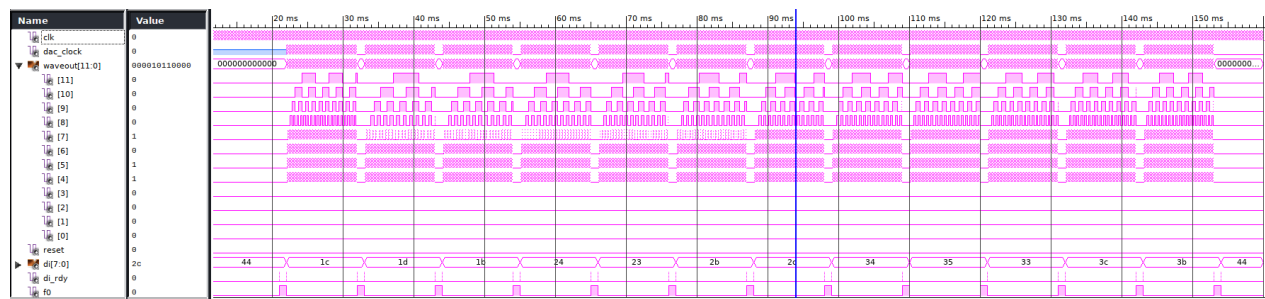 Name Value 20 ms 30 ms 40 ms 50 ms 60 ms 70 ms 80 ms 90 ms 100 ms 110 ms 120 ms 130 ms 140 ms 150 ms
clk 0
dac_clock 0
waveout[11:0] 000010110000 000000000000 0000000...
[11] 0
[10] 0
[9] 0
[8] 0
[7] 1
[6] 0
[5] 1
[4] 1
[3] 0
[2] 0
[1] 0
[0] 0
reset 0
di[7:0] 2c 44 1c 1d 1b 24 23 2b 2c 34 35 33 3c 3b 44
di_rdy 0
f0 0